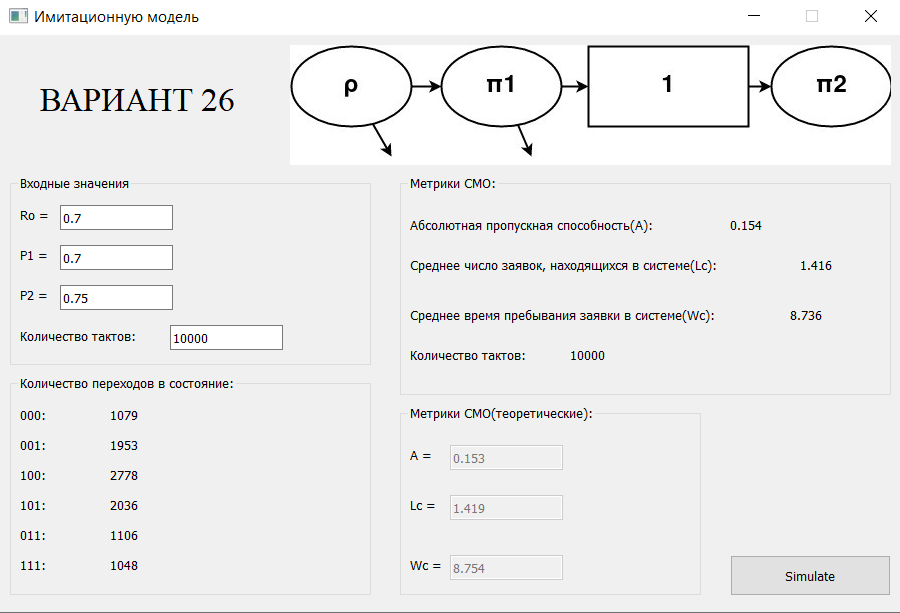 Имитационную модель
ВАРИАНТ 26
ρ π1 1 π2
Входные значения
Ro = 0.7
P1 = 0.7
P2 = 0.75
Количество тактов: 10000
Количество переходов в состояние:
000: 1079
001: 1953
100: 2778
101: 2036
011: 1106
111: 1048
Метрики СМО:
Абсолютная пропускная способность(A): 0.154
Среднее число заявок, находящихся в системе(Lc): 1.416
Среднее время пребывания заявки в системе(Wc): 8.736
Количество тактов: 10000
Метрики СМО(теоретические):
A = 0.153
Lc = 1.419
Wc = 8.754
Simulate